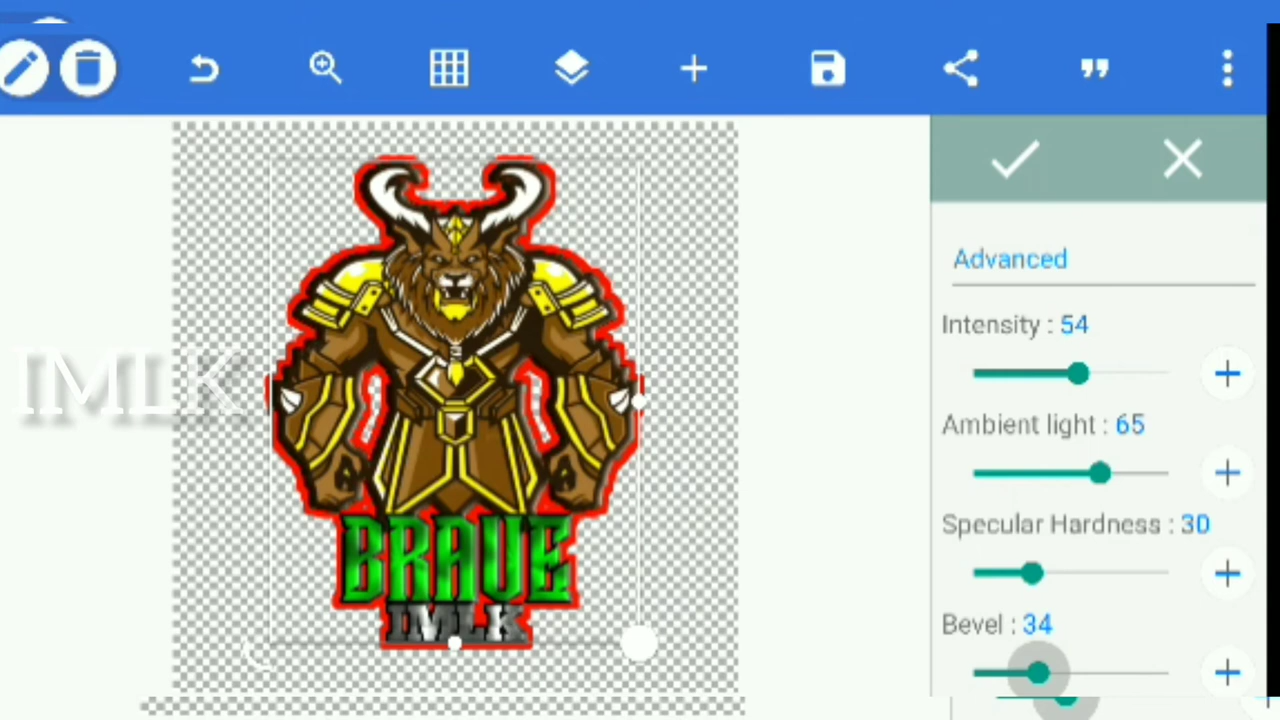 Advanced
Intensity : 54
Ambient light : 65
IMLK
Specular Hardness : 30
BRAVE
IMLK
Bevel : 34